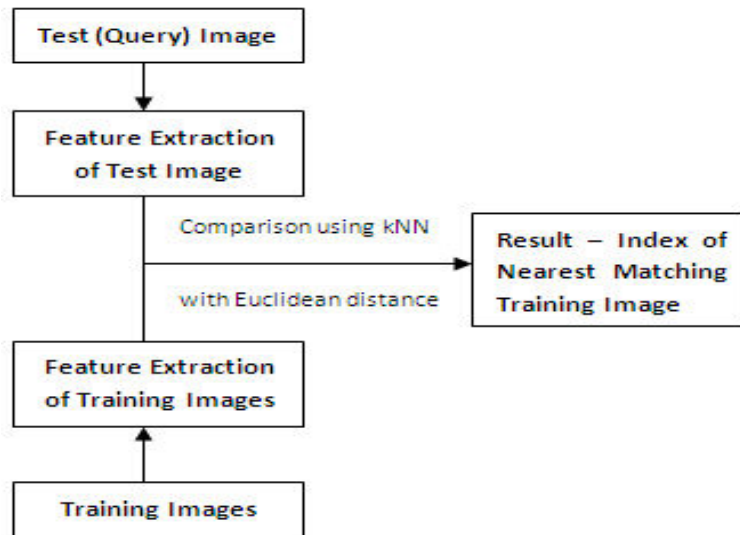 Test (Query) Image
Feature Extraction
of Test Image
Comparison using kNN
with Euclidean distance
Result – Index of
Nearest Matching
Training Image
Feature Extraction
of Training Images
Training Images